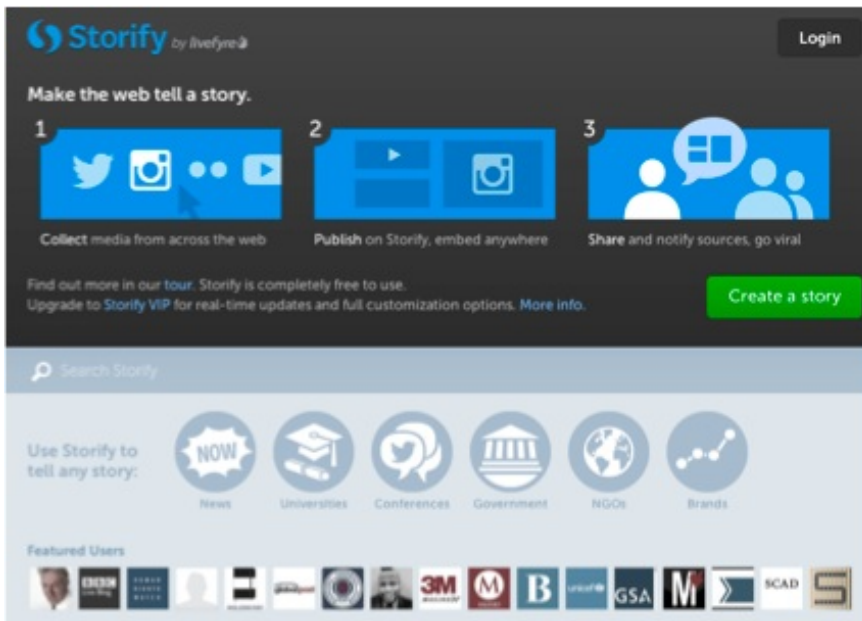 Storify by livefyre
Login
Make the web tell a story.
1
2
3
Collect media from across the web
Publish on Storify, embed anywhere
Share and notify sources, go viral
Find out more in our tour. Storify is completely free to use.
Upgrade to Storify VIP for real-time updates and full customization options. More info.
Create a story
Search Storify
Use Storify to
tell any story:
NOW
News
Universities
Conferences
Government
NGOs
Brands
Featured Users
BBC
HUMAN
RIGHTS
WATCH
3M
M
B
unicef
GSA
M
SCAD
S